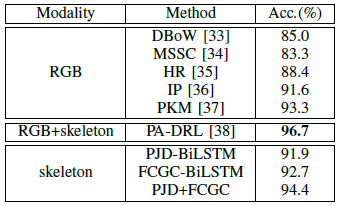 Modality Method Acc.(%)
DBoW [33] 85.0
MSSC [34] 83.3
RGB HR [35] 88.4
IP [36] 91.6
PKM [37] 93.3
RGB+skeleton PA-DRL [38] 96.7
PJD-BiLSTM 91.9
skeleton FCGC-BiLSTM 92.7
PJD+FCGC 94.4